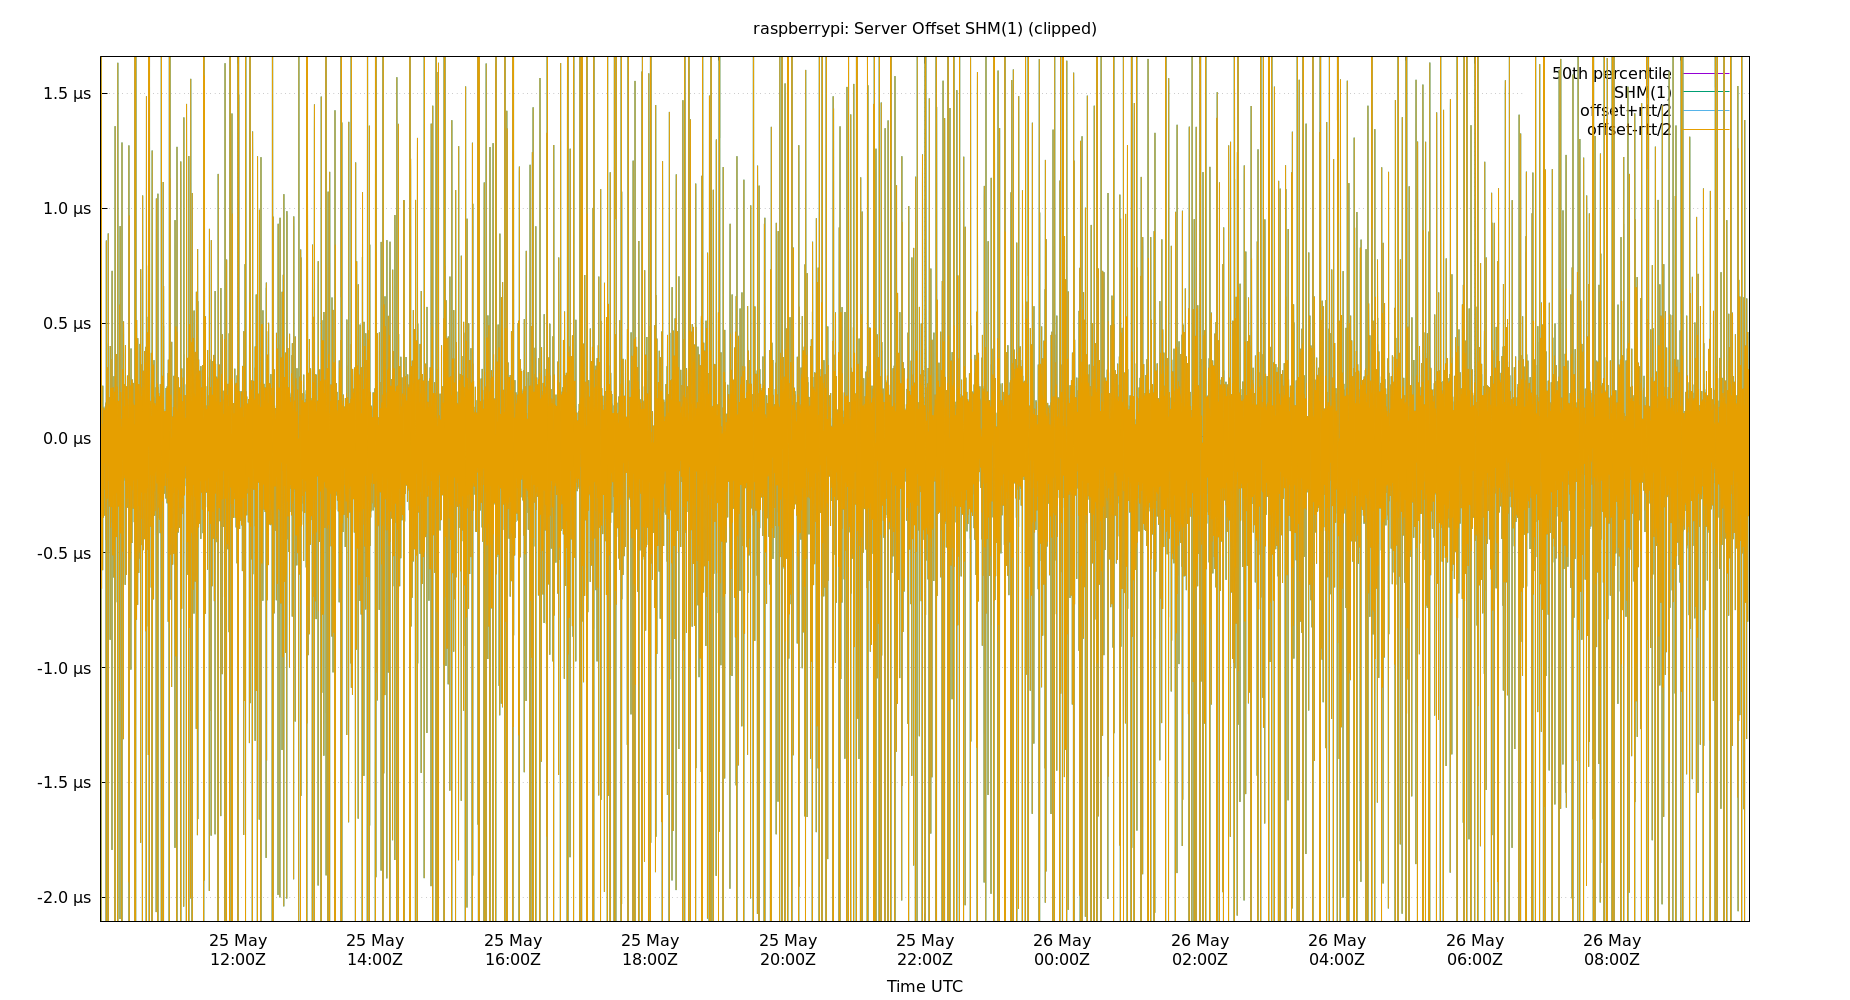 raspberrypi: Server Offset SHM(1) (clipped)
50th percentile
SHM(1)
offset+rtt/2
offset-rtt/2
1.5 µs
1.0 µs
0.5 µs
0.0 µs
-0.5 µs
-1.0 µs
-1.5 µs
-2.0 µs
25 May 25 May 25 May 25 May 25 May 25 May 26 May 26 May 26 May 26 May 26 May
12:00Z 14:00Z 16:00Z 18:00Z 20:00Z 22:00Z 00:00Z 02:00Z 04:00Z 06:00Z 08:00Z
Time UTC